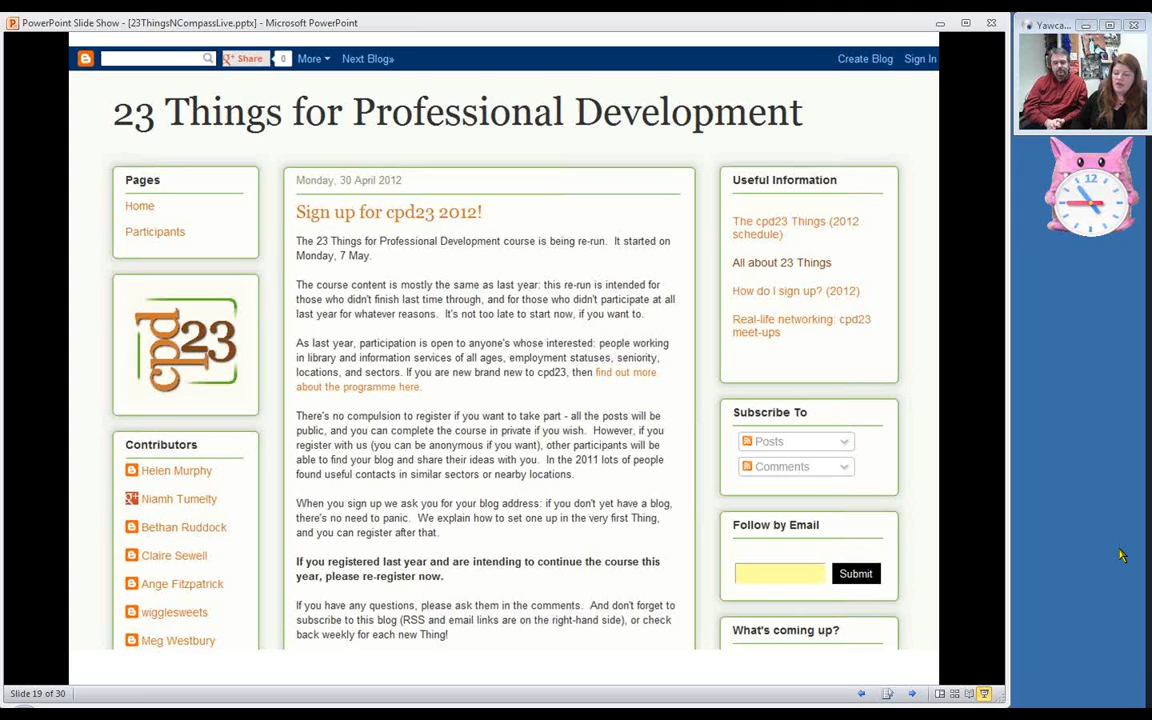 PowerPoint Slide Show - [23ThingsNCompassLive.pptx] - Microsoft PowerPoint
Yawca...
Share 0 More Next Blog» Create Blog Sign In
23 Things for Professional Development
Pages
Home
Participants
cpd23
Contributors
Helen Murphy
Niamh Tumelty
Bethan Ruddock
Claire Sewell
Ange Fitzpatrick
wigglesweets
Meg Westbury
Monday, 30 April 2012
Sign up for cpd23 2012!
The 23 Things for Professional Development course is being re-run. It started on
Monday, 7 May.
The course content is mostly the same as last year: this re-run is intended for
those who didn't finish last time through, and for those who didn't participate at all
last year for whatever reasons. It's not too late to start now, if you want to.
As last year, participation is open to anyone's whose interested: people working
in library and information services of all ages, employment statuses, seniority,
locations, and sectors. If you are new brand new to cpd23, then find out more
about the programme here.
There's no compulsion to register if you want to take part - all the posts will be
public, and you can complete the course in private if you wish. However, if you
register with us (you can be anonymous if you want), other participants will be
able to find your blog and share their ideas with you. In the 2011 lots of people
found useful contacts in similar sectors or nearby locations.
When you sign up we ask you for your blog address: if you don't yet have a blog,
there's no need to panic. We explain how to set one up in the very first Thing,
and you can register after that.
If you registered last year and are intending to continue the course this
year, please re-register now.
If you have any questions, please ask them in the comments. And don't forget to
subscribe to this blog (RSS and email links are on the right-hand side), or check
back weekly for each new Thing!
Useful Information
The cpd23 Things (2012
schedule)
All about 23 Things
How do I sign up? (2012)
Real-life networking: cpd23
meet-ups
Subscribe To
Posts
Comments
Follow by Email
Submit
What's coming up?
12
Slide 19 of 30